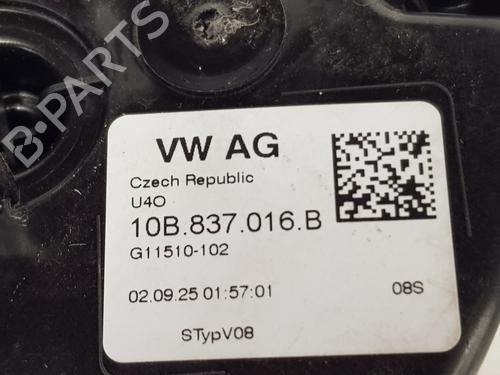 B-PARTS
VW AG
Czech Republic
U4O
10B.837.016.B
G11510-102
02.09.25 01:57:01
08S
STypV08